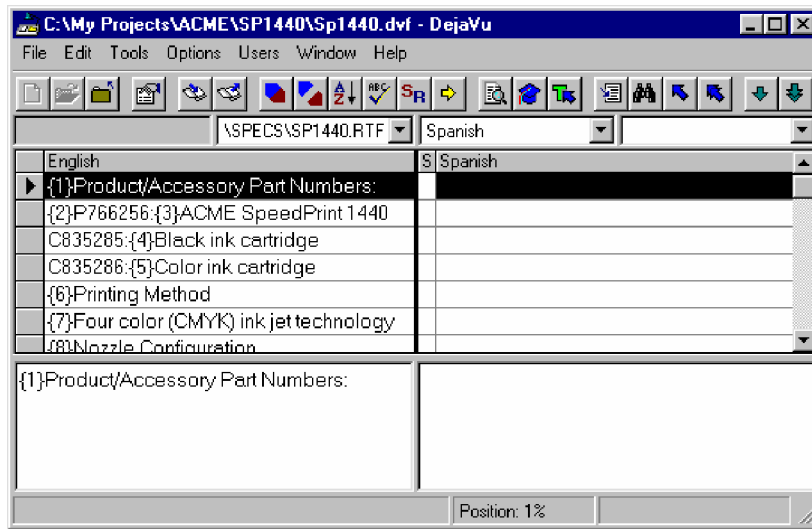 C:\My Projects\ACME\SP1440\Sp1440.dvf - DejaVu
File Edit Tools Options Users Window Help
A Z ABC S R T
\SPECS\SP1440.RTF Spanish
English S Spanish
{1}Product/Accessory Part Numbers:
{2}P766256:{3}ACME SpeedPrint 1440
C835285:{4}Black ink cartridge
C835286:{5}Color ink cartridge
{6}Printing Method
{7}Four color (CMYK) ink jet technology
{8}Nozzle Configuration
{1}Product/Accessory Part Numbers:
Position: 1%